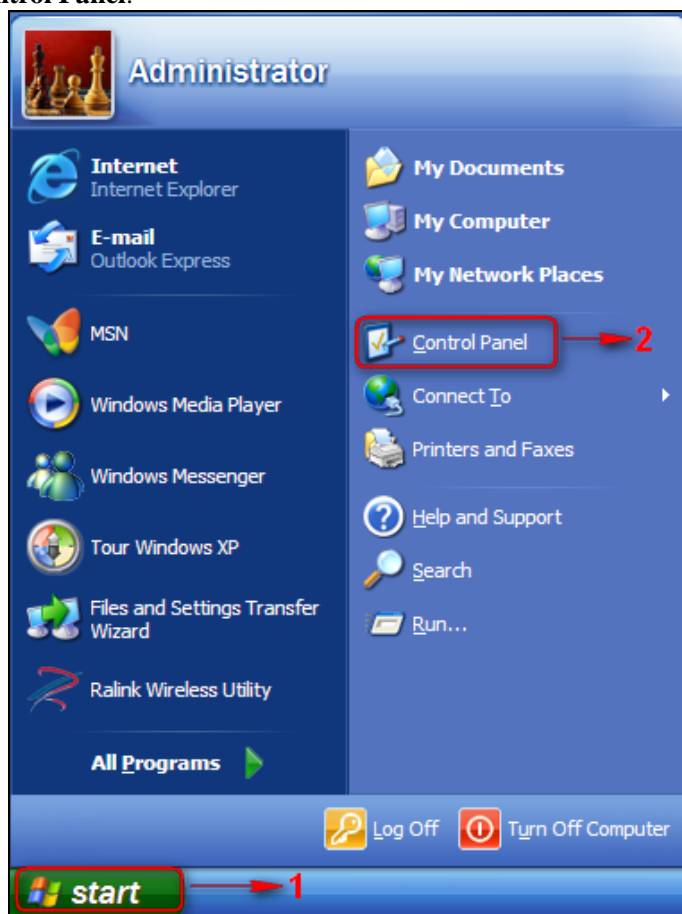 ntrol Panel.
Administrator
Internet
Internet Explorer
E-mail
Outlook Express
MSN
Windows Media Player
Windows Messenger
Tour Windows XP
Files and Settings Transfer
Wizard
Ralink Wireless Utility
All Programs
My Documents
My Computer
My Network Places
Control Panel
2
Connect To
Printers and Faxes
Help and Support
Search
Run...
Log Off
Turn Off Computer
start
1